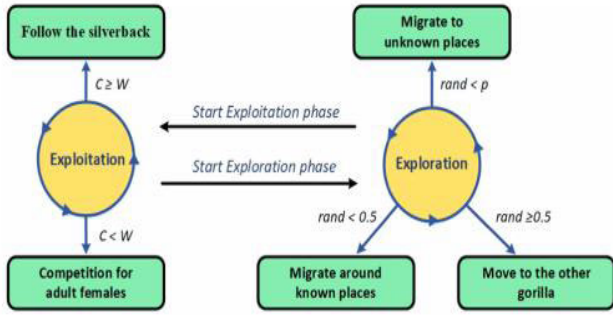 Follow the silverback
Migrate to
unknown places
C ≥ W
rand < p
Start Exploitation phase
Exploitation
Exploration
Start Exploration phase
rand < 0.5
rand ≥0.5
C < W
Competition for
adult females
Migrate around
known places
Move to the other
gorilla